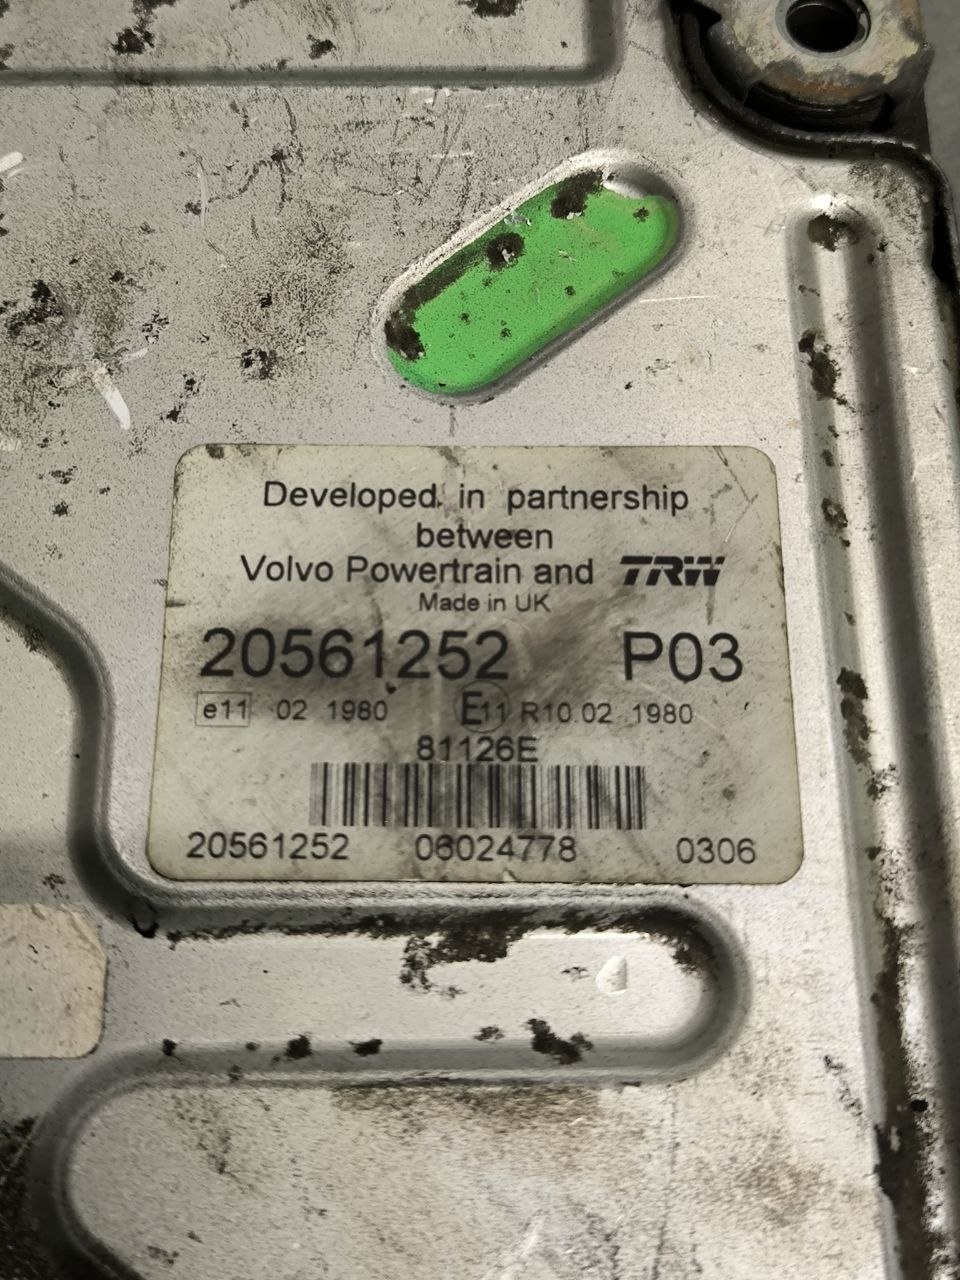 Developed in partnership
between
Volvo Powertrain and TRW
Made in UK
20561252 P03
e11 02 1980 E11 R10.02 1980
81126E
20561252 06024778 0306